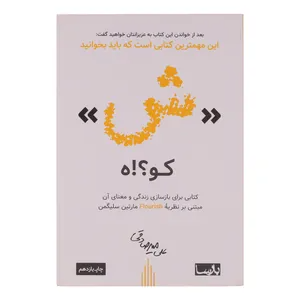 بعد از خواندن این کتاب به عزیزانتان خواهید گفت:
این مهمترین کتابی است که باید بخوانید
« ش »
کو؟!ه
کتابی برای بازسازی زندگی و معنای آن
مبتنی بر نظریهٔ Flourish مارتین سلیگمن
علی صاحبی
چاپ یازدهم